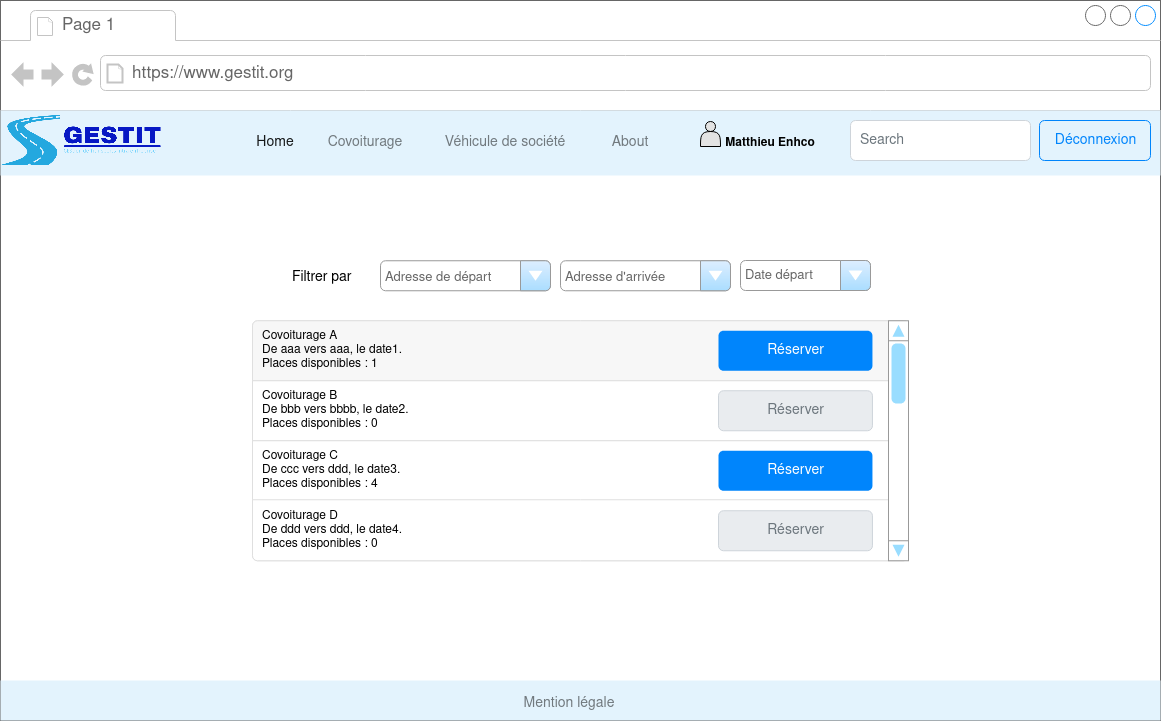 Page 1
https://www.gestit.org
GESTIT
Home
Covoiturage
Véhicule de société
About
Matthieu Enhco
Search
Déconnexion
Filtrer par
Adresse de départ
Adresse d'arrivée
Date départ
Covoiturage A
De aaa vers aaa, le date1.
Places disponibles : 1
Réserver
Covoiturage B
De bbb vers bbbb, le date2.
Places disponibles : 0
Réserver
Covoiturage C
De ccc vers ddd, le date3.
Places disponibles : 4
Réserver
Covoiturage D
De ddd vers ddd, le date4.
Places disponibles : 0
Réserver
Mention légale